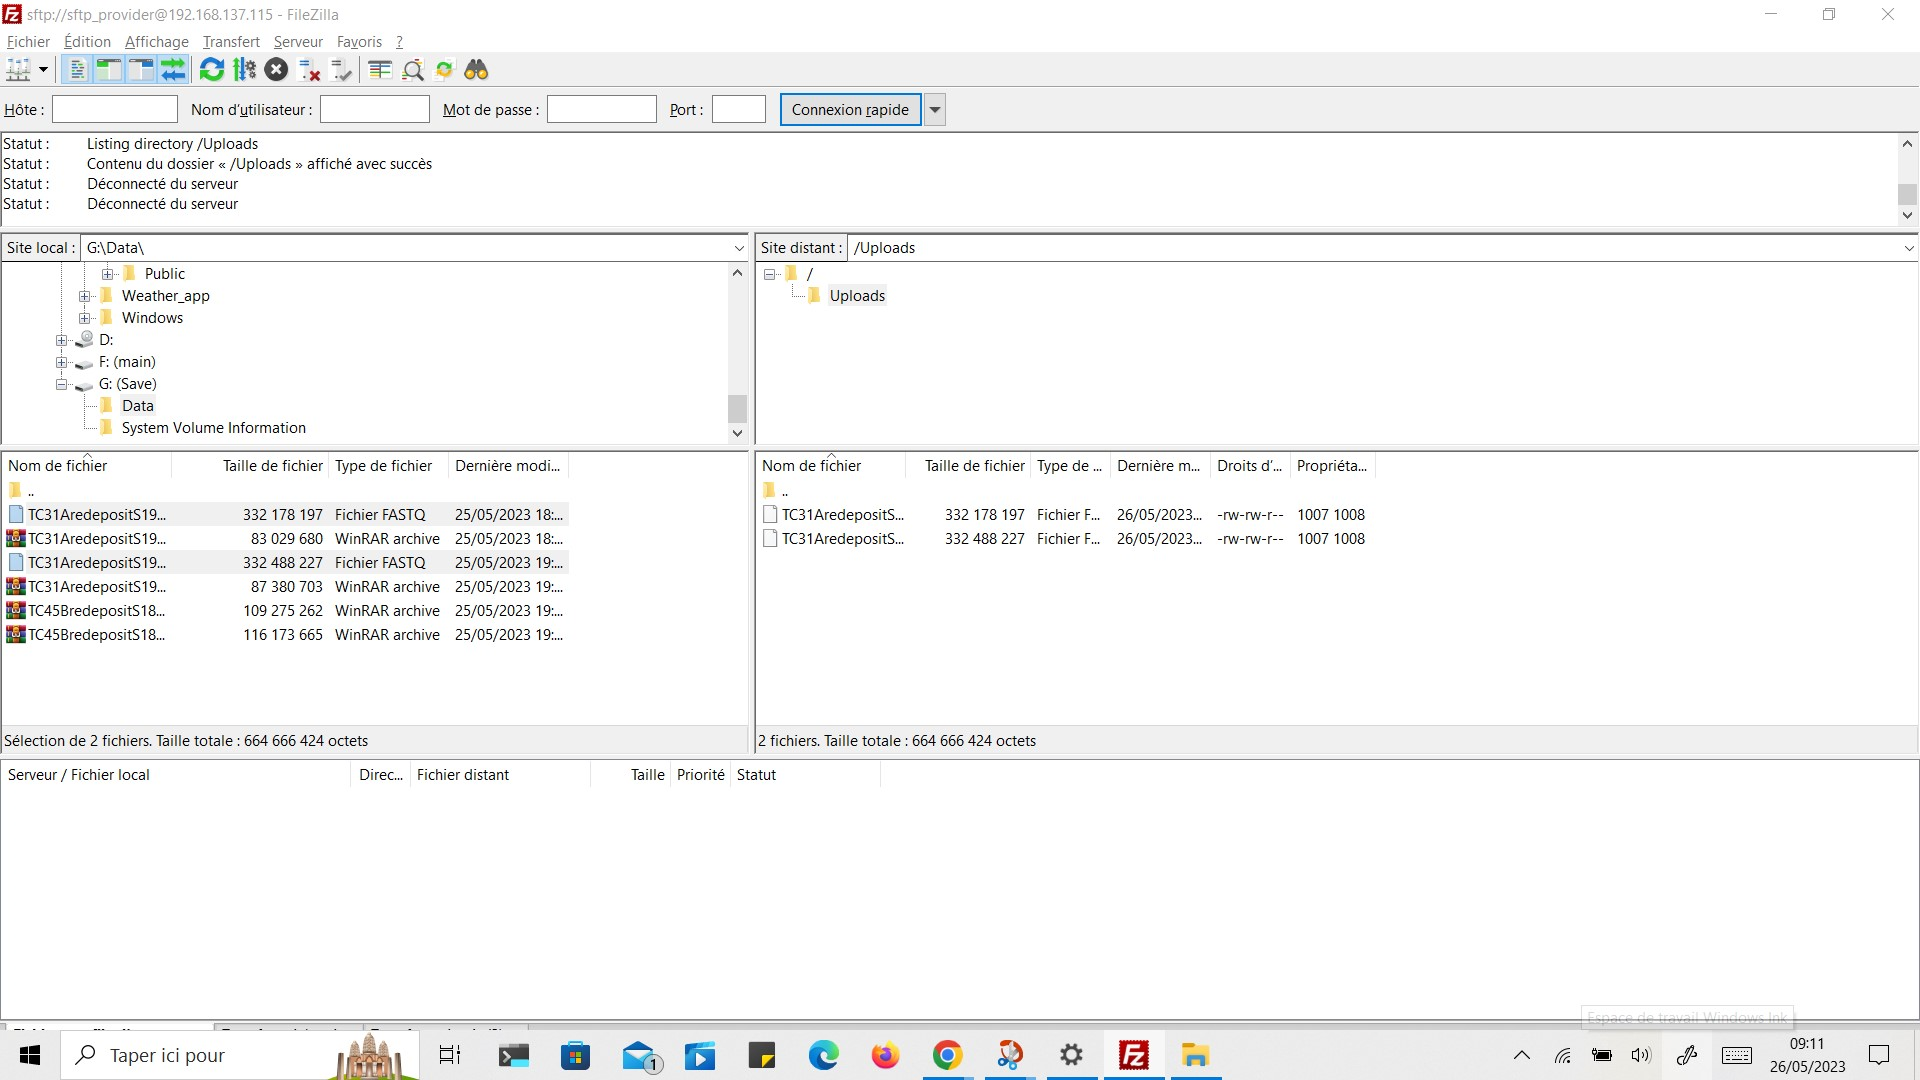 sftp://sftp_provider@192.168.137.115 - FileZilla
Fichier Édition Affichage Transfert Serveur Favoris ?
Hôte : Nom d'utilisateur : Mot de passe : Port : Connexion rapide
Statut : Listing directory /Uploads
Statut : Contenu du dossier « /Uploads » affiché avec succès
Statut : Déconnecté du serveur
Statut : Déconnecté du serveur
Site local : G:\Data\
Public
Weather_app
Windows
D:
F: (main)
G: (Save)
Data
System Volume Information
Site distant : /Uploads
/
Uploads
Nom de fichier Taille de fichier Type de fichier Dernière modi...
..
TC31AredepositS19... 332 178 197 Fichier FASTQ 25/05/2023 18:...
TC31AredepositS19... 83 029 680 WinRAR archive 25/05/2023 18:...
TC31AredepositS19... 332 488 227 Fichier FASTQ 25/05/2023 19:...
TC31AredepositS19... 87 380 703 WinRAR archive 25/05/2023 19:...
TC45BredepositS18... 109 275 262 WinRAR archive 25/05/2023 19:...
TC45BredepositS18... 116 173 665 WinRAR archive 25/05/2023 19:...
Sélection de 2 fichiers. Taille totale : 664 666 424 octets
Nom de fichier Taille de fichier Type de ... Dernière m... Droits d'... Propriéta...
..
TC31AredepositS... 332 178 197 Fichier F... 26/05/2023... -rw-rw-r-- 1007 1008
TC31AredepositS... 332 488 227 Fichier F... 26/05/2023... -rw-rw-r-- 1007 1008
2 fichiers. Taille totale : 664 666 424 octets
Serveur / Fichier local Direc... Fichier distant Taille Priorité Statut
Espace de travail Windows Ink
Taper ici pour
1
09:11
26/05/2023